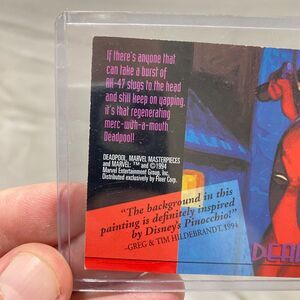 If there's anyone that
can take a burst of
AK-47 slugs to the head
and still keep on yapping,
it's that regenerating
merc-with-a-mouth
Deadpool!
DEADPOOL, MARVEL MASTERPIECES
and MARVEL: ™ and ©1994
Marvel Entertainment Group, Inc.
Distributed exclusively by Fleer Corp.
"The background in this
painting is definitely inspired
by Disney's Pinocchio!"
-GREG & TIM HILDEBRANDT, 1994